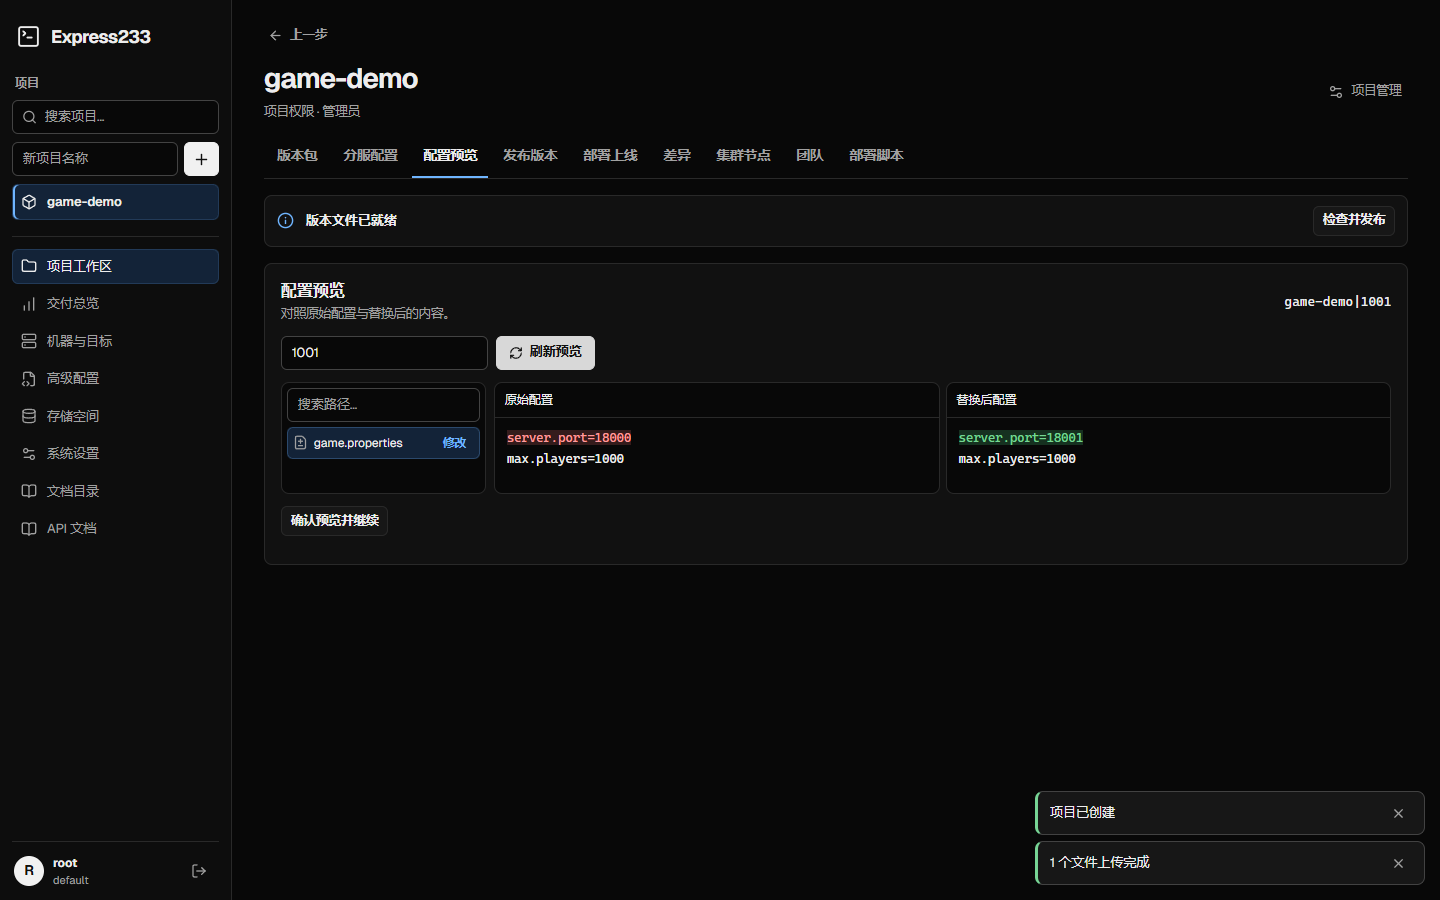 Express233
项目
搜索项目...
新项目名称
game-demo
项目工作区
交付总览
机器与目标
高级配置
存储空间
系统设置
文档目录
API 文档
R
root
default
上一步
game-demo
项目权限 · 管理员
项目管理
版本包 分服配置 配置预览 发布版本 部署上线 差异 集群节点 团队 部署脚本
版本文件已就绪
检查并发布
配置预览
对照原始配置与替换后的内容。
game-demo|1001
1001
刷新预览
搜索路径...
game.properties 修改
原始配置
server.port=18000
max.players=1000
替换后配置
server.port=18001
max.players=1000
确认预览并继续
项目已创建
1 个文件上传完成